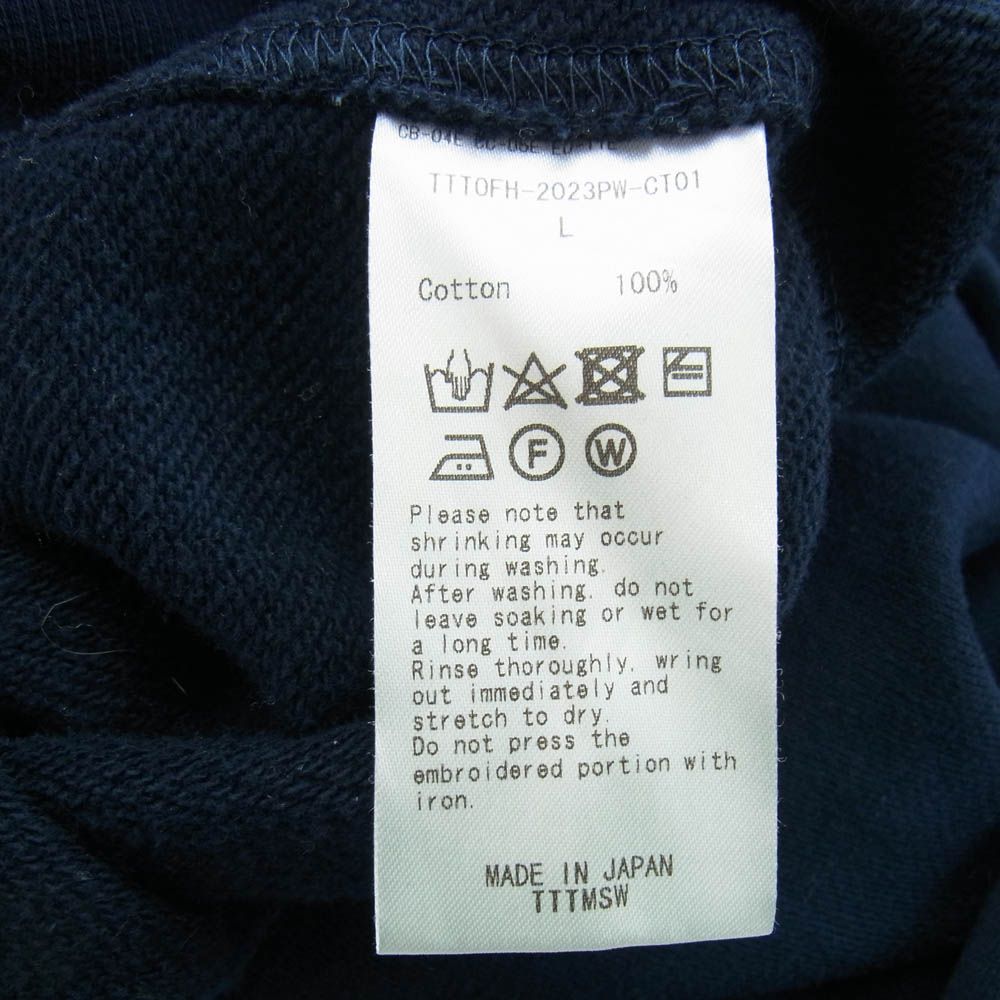 CB-04E
TTTOFH-2023PW-CT01
L
Cotton 100%
F W
Please note that
shrinking may occur
during washing.
After washing, do not
leave soaking or wet for
a long time.
Rinse thoroughly, wring
out immediately and
stretch to dry.
Do not press the
embroidered portion with
iron.
MADE IN JAPAN
TTTMSW